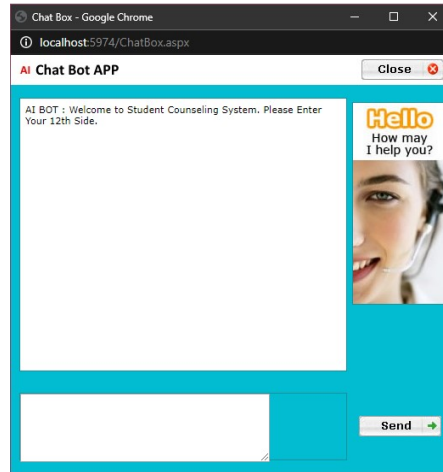 Chat Box - Google Chrome
localhost:5974/ChatBox.aspx
AI Chat Bot APP
Close
AI BOT : Welcome to Student Counseling System. Please Enter
Your 12th Side.
Hello
How may
I help you?
Send